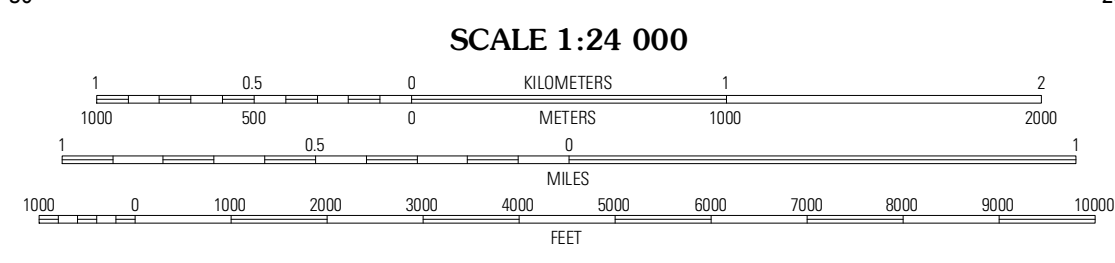 SCALE 1:24 000
1 0.5 0 KILOMETERS 1 2
1000 500 0 METERS 1000 2000
1 0.5 0 1
MILES
1000 0 1000 2000 3000 4000 5000 6000 7000 8000 9000 10000
FEET